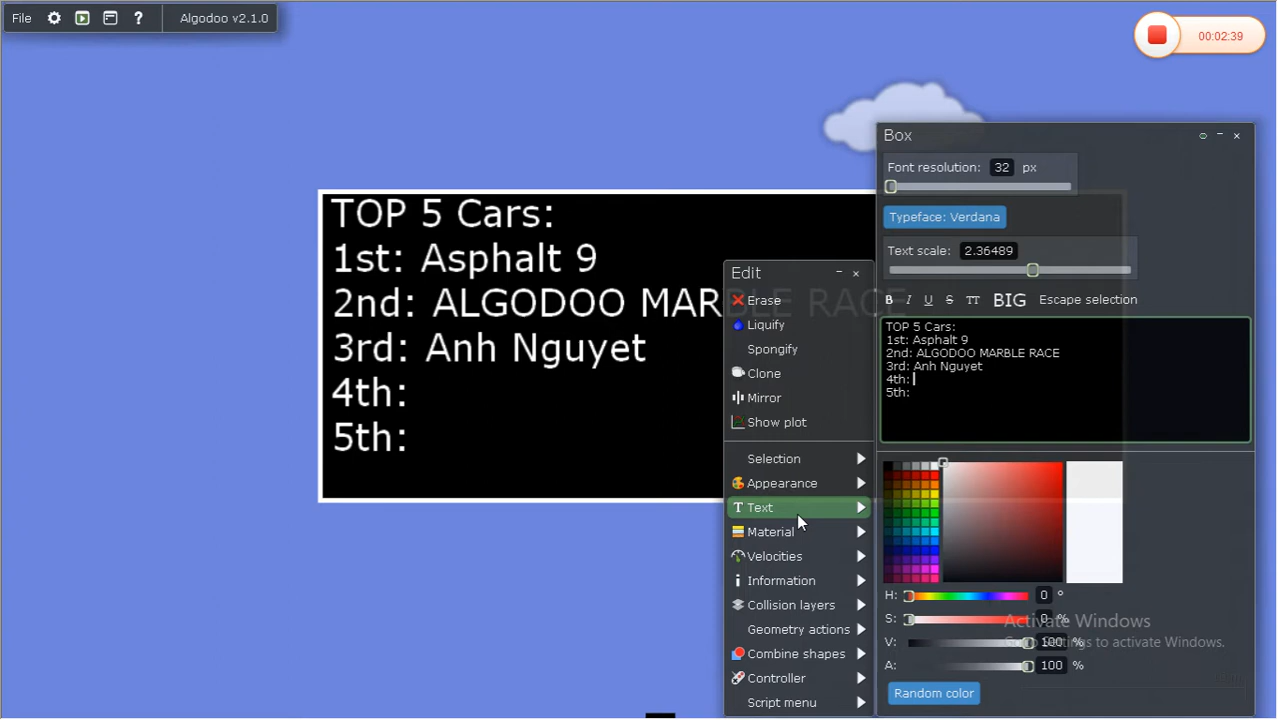 File
Algodoo v2.1.0
00:02:39
TOP 5 Cars:
1st: Asphalt 9
2nd: ALGODOO MARBLE RACE
3rd: Anh Nguyet
4th:
5th:
Edit
Erase
Liquify
Spongify
Clone
Mirror
Show plot
Selection
Appearance
Text
Material
Velocities
Information
Collision layers
Geometry actions
Combine shapes
Controller
Script menu
Box
Font resolution: 32 px
Typeface: Verdana
Text scale: 2.36489
B I U S TT BIG Escape selection
TOP 5 Cars:
1st: Asphalt 9
2nd: ALGODOO MARBLE RACE
3rd: Anh Nguyet
4th:
5th:
H: 0 °
S: 0 %
V: 100 %
A: 100 %
Random color
Activate Windows
Go to Settings to activate Windows.